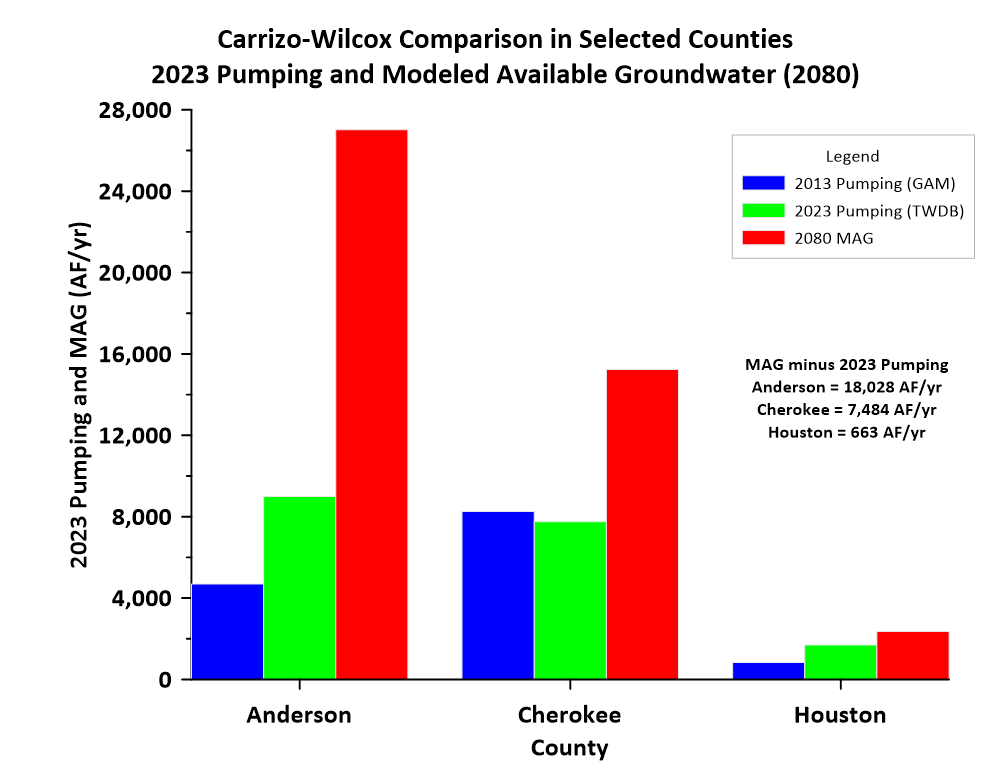 Carrizo-Wilcox Comparison in Selected Counties
2023 Pumping and Modeled Available Groundwater (2080)
2023 Pumping and MAG (AF/yr)
28,000
24,000
20,000
16,000
12,000
8,000
4,000
0
Legend
2013 Pumping (GAM)
2023 Pumping (TWDB)
2080 MAG
MAG minus 2023 Pumping
Anderson = 18,028 AF/yr
Cherokee = 7,484 AF/yr
Houston = 663 AF/yr
Anderson
Cherokee
Houston
County